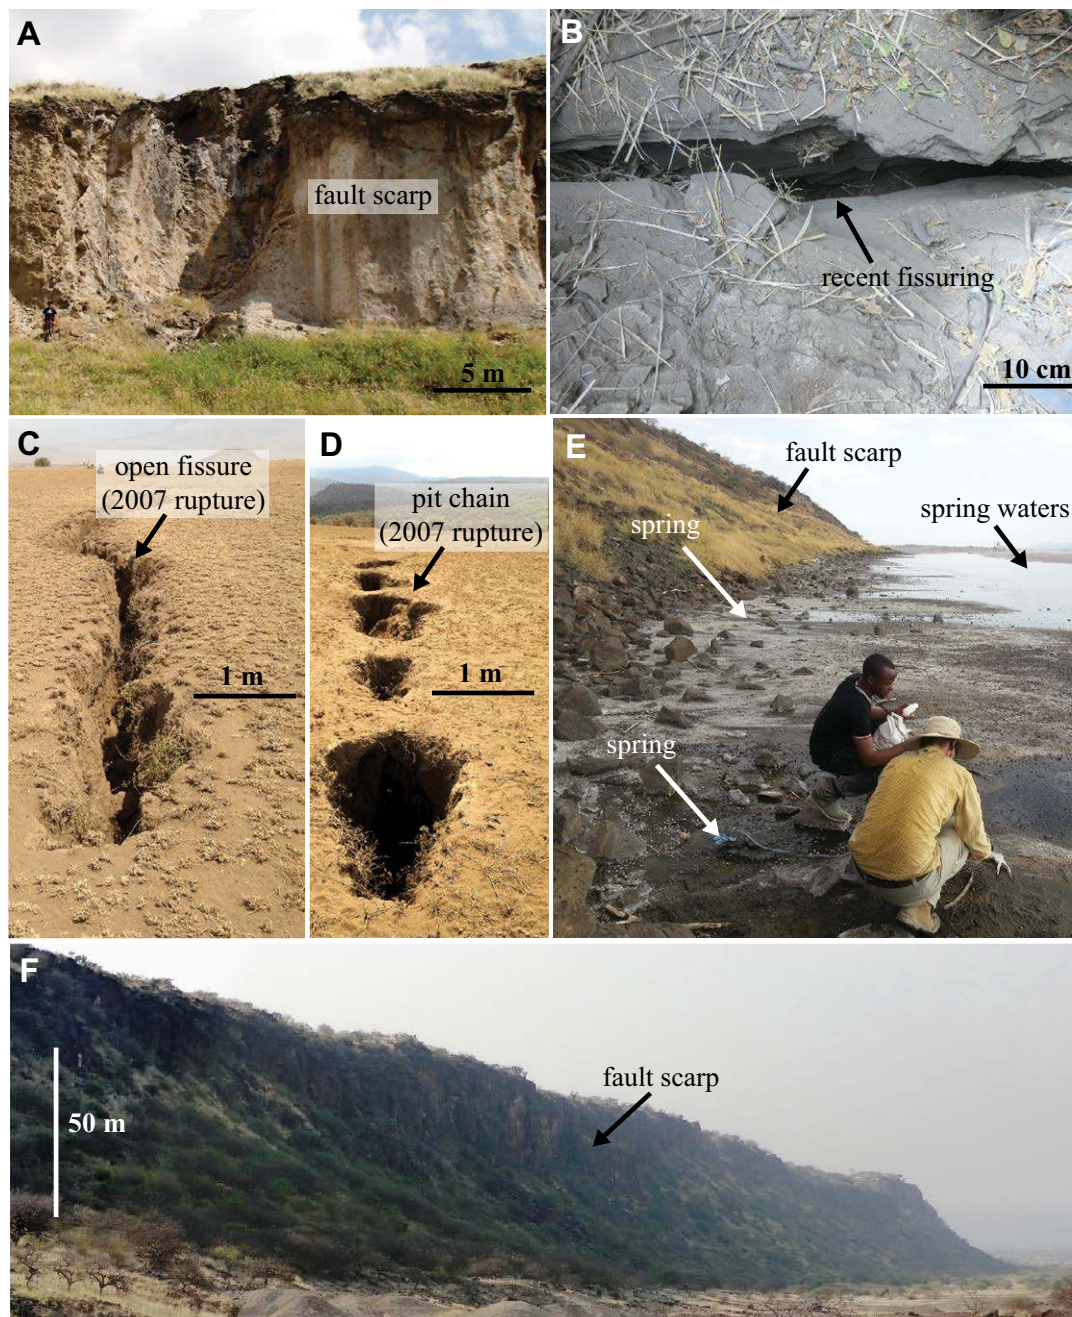 A
fault scarp
5 m
B
recent fissuring
10 cm
C
open fissure
(2007 rupture)
1 m
D
pit chain
(2007 rupture)
1 m
E
fault scarp
spring waters
spring
spring
F
50 m
fault scarp